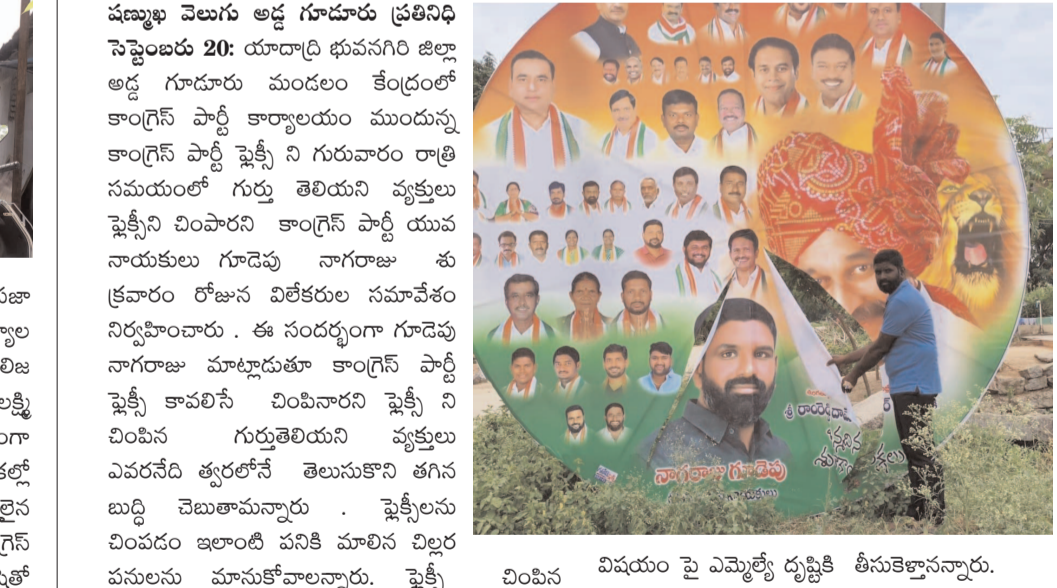 షణ్ముఖ వెలుగు అడ్డ గూడూరు ప్రతినిధి
సెప్టెంబరు 20: యాదాద్రి భువనగిరి జిల్లా
అడ్డ గూడూరు మండలం కేంద్రంలో
కాంగ్రెస్ పార్టీ కార్యాలయం ముందున్న
కాంగ్రెస్ పార్టీ ఫ్లెక్సీ ని గురువారం రాత్రి
సమయంలో గుర్తు తెలియని వ్యక్తులు
ఫ్లెక్సీని చింపారని కాంగ్రెస్ పార్టీ యువ
నాయకులు గూడెపు నాగరాజు శు
క్రవారం రోజున విలేకరుల సమావేశం
నిర్వహించారు . ఈ సందర్భంగా గూడెపు
నాగరాజు మాట్లాడుతూ కాంగ్రెస్ పార్టీ
ఫ్లెక్సీ కావలిసే చింపినారని ఫ్లెక్సీ ని
చింపిన గుర్తుతెలియని వ్యక్తులు
ఎవరనేది త్వరలోనే తెలుసుకొని తగిన
బుద్ధి చెబుతామన్నారు . ఫ్లెక్సీలను
చింపడం ఇలాంటి పనికి మాలిన చిల్లర
పనులను మానుకోవాలన్నారు. ఫ్లెక్సీ
చింపిన విషయం పై ఎమ్మెల్యే దృష్టికి తీసుకెళ్తానన్నారు.
నాగరాజు గూడెపు